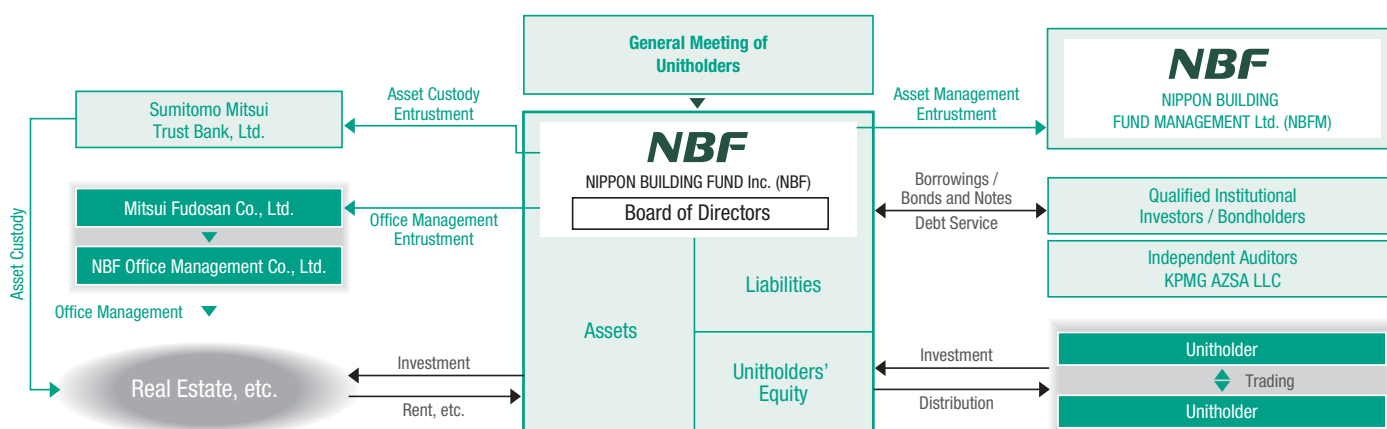 General Meeting of
Unitholders
Sumitomo Mitsui
Trust Bank, Ltd.
Asset Custody
Entrustment
Asset Management
Entrustment
NBF
NIPPON BUILDING
FUND MANAGEMENT Ltd. (NBFM)
NBF
NIPPON BUILDING FUND Inc. (NBF)
Board of Directors
Mitsui Fudosan Co., Ltd.
NBF Office Management Co., Ltd.
Office Management
Entrustment
Borrowings /
Bonds and Notes
Debt Service
Qualified Institutional
Investors / Bondholders
Independent Auditors
KPMG AZSA LLC
Asset Custody
Office Management
Assets
Liabilities
Unitholders'
Equity
Real Estate, etc.
Investment
Rent, etc.
Investment
Distribution
Unitholder
Trading
Unitholder